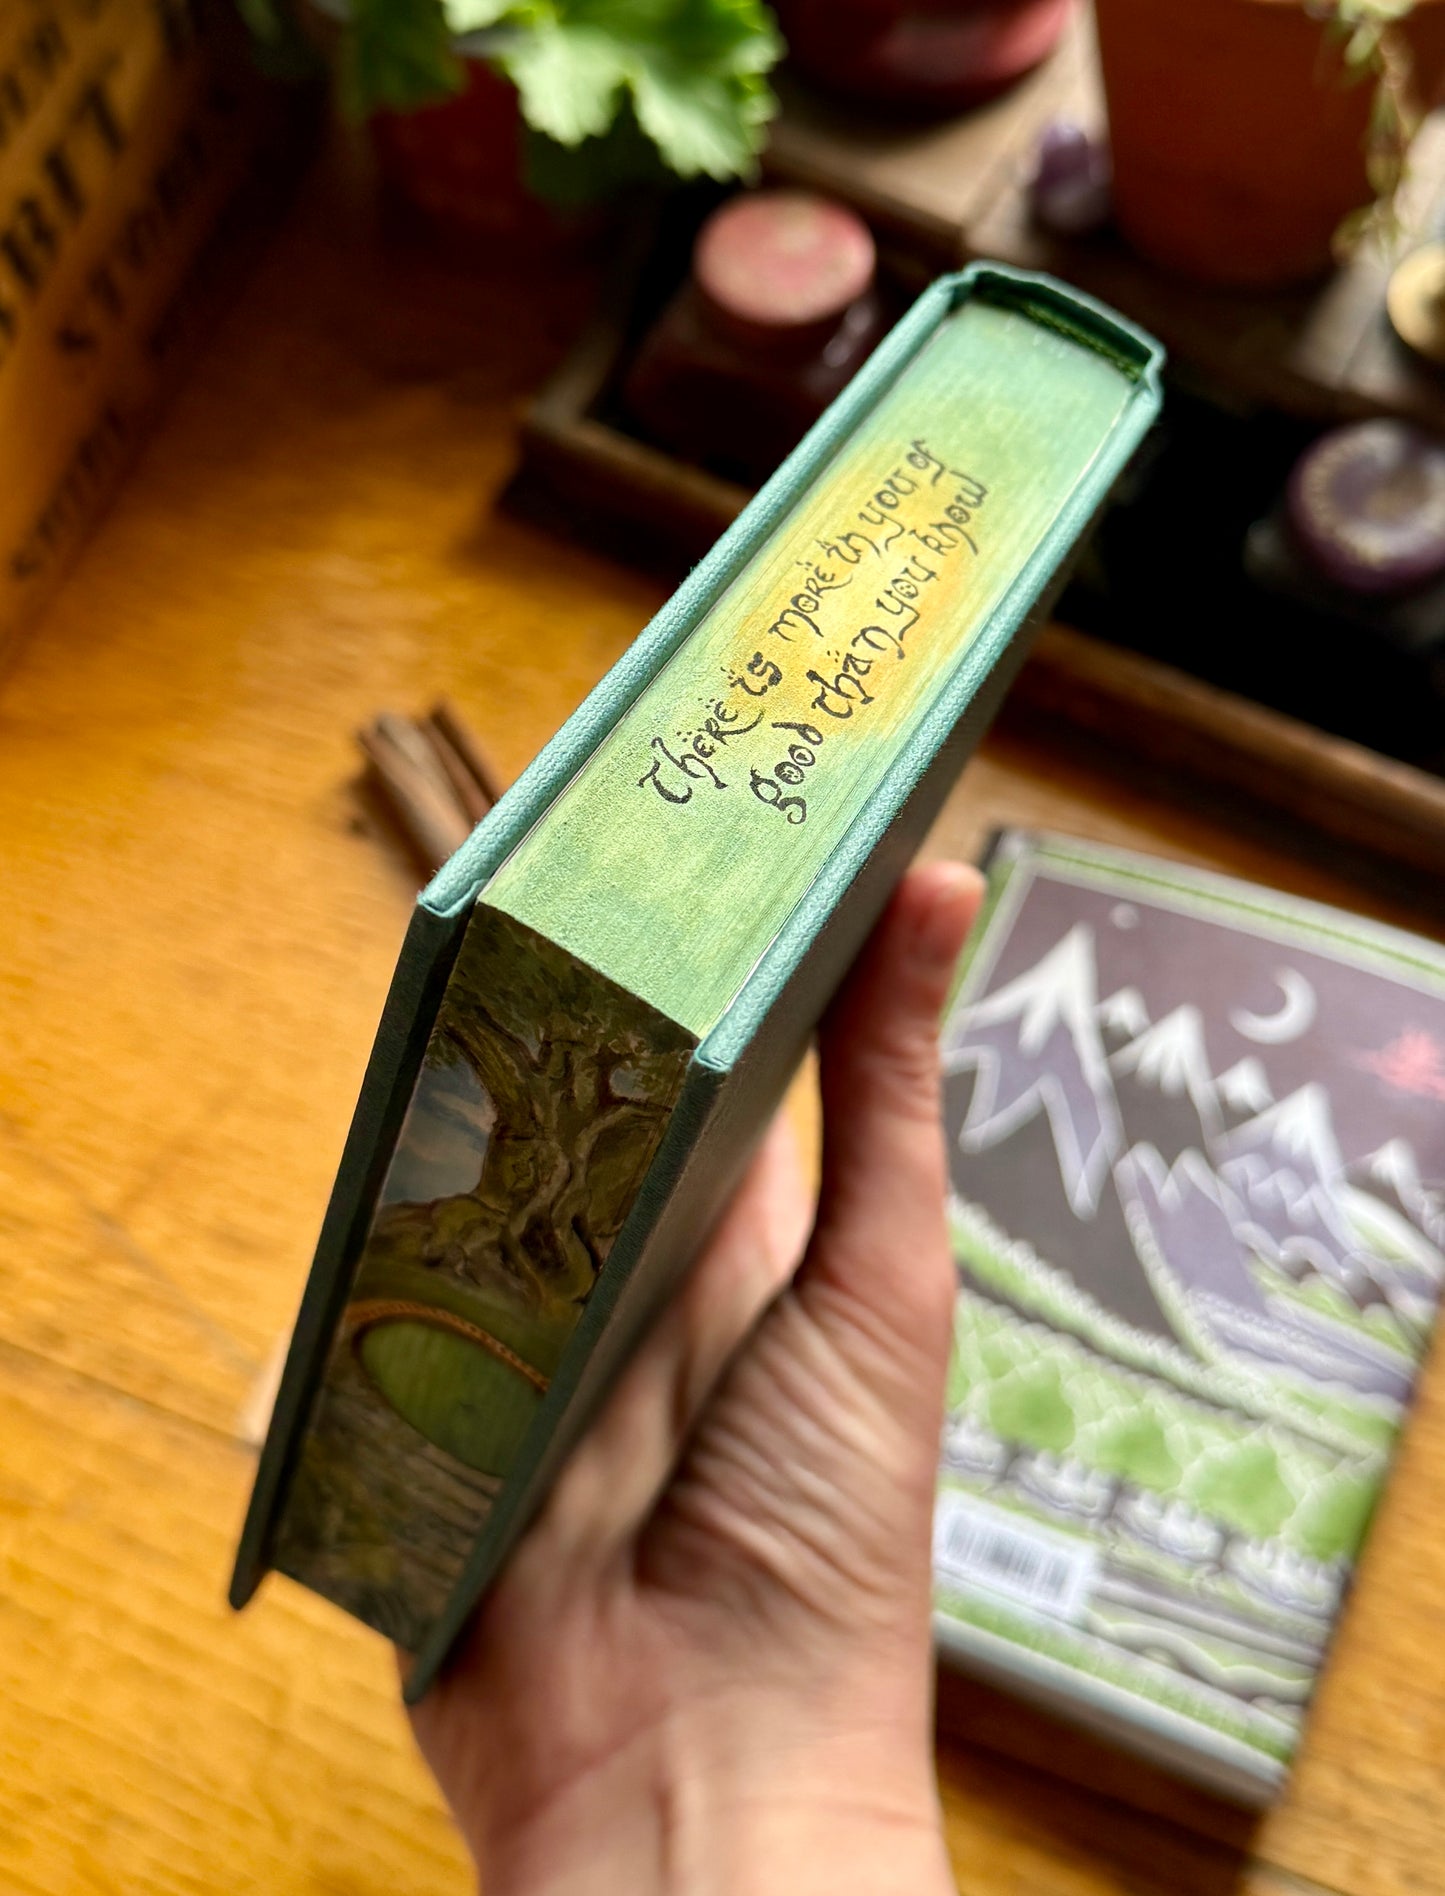 There is more in you of
good than you know